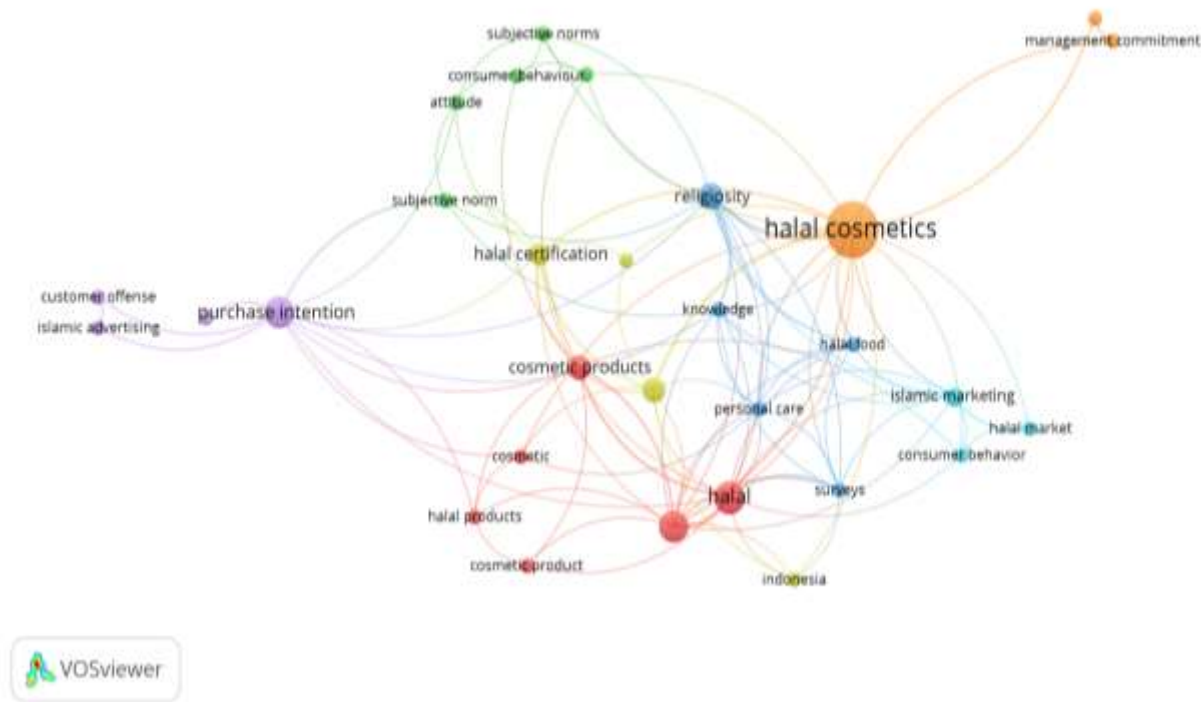 subjective norms
management commitment
consumer behaviour
attitude
religiosity
subjective norm
halal cosmetics
halal certification
customer offense
knowledge
purchase intention
islamic advertising
halal food
cosmetic products
islamic marketing
personal care
halal market
cosmetic
consumer behavior
surveys
halal
halal products
cosmetic product
indonesia
VOSviewer